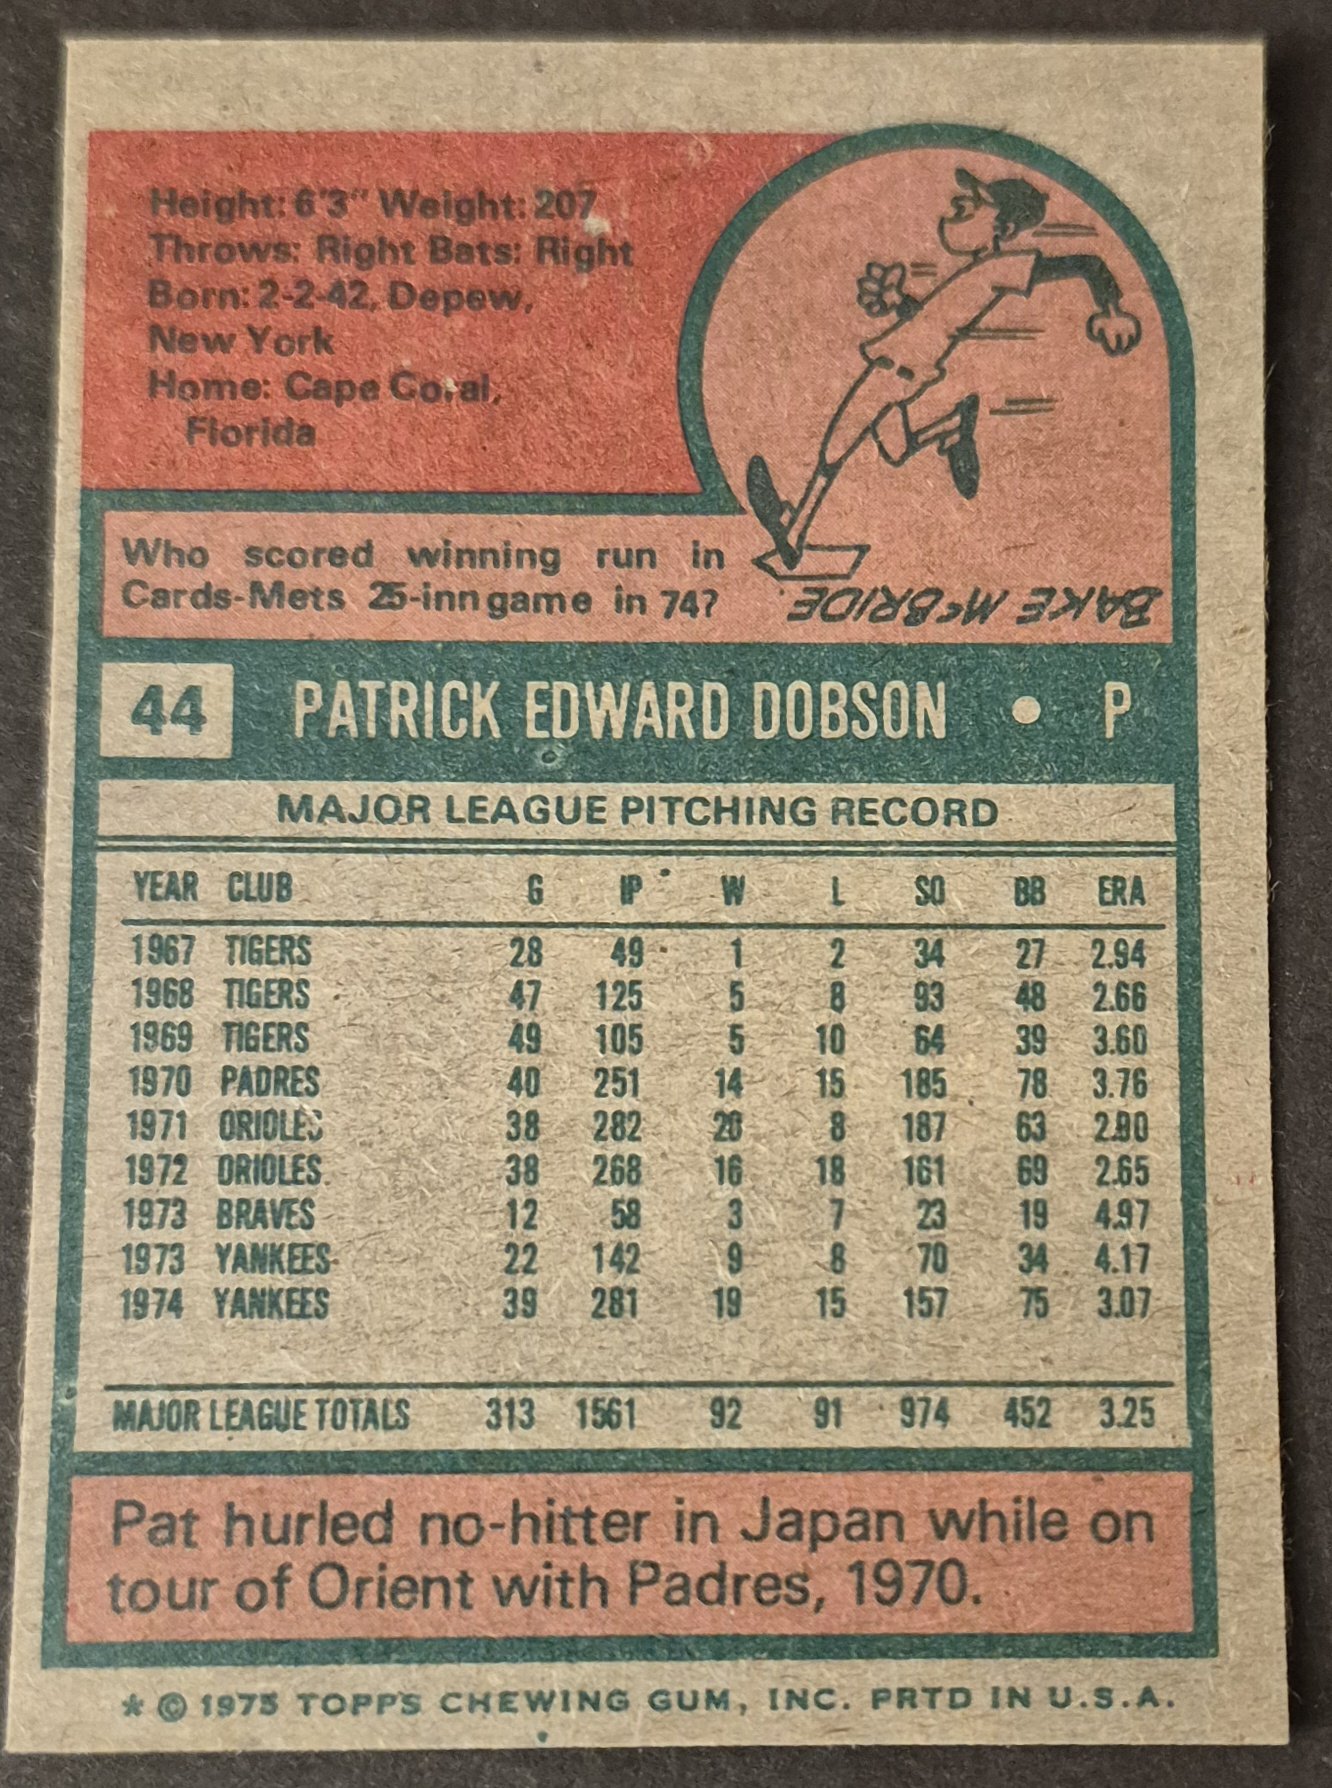 Height: 6'3" Weight: 207
Throws: Right Bats: Right
Born: 2-2-42, Depew,
New York
Home: Cape Coral,
Florida
Who scored winning run in
Cards-Mets 25-inn game in 74?
BAKE McBRIDE
44 PATRICK EDWARD DOBSON • P
MAJOR LEAGUE PITCHING RECORD
YEAR CLUB G IP W L SO BB ERA
1967 TIGERS 28 49 1 2 34 27 2.94
1968 TIGERS 47 125 5 8 93 48 2.66
1969 TIGERS 49 105 5 10 64 39 3.60
1970 PADRES 40 251 14 15 185 78 3.76
1971 ORIOLES 38 282 20 8 187 63 2.90
1972 ORIOLES 38 268 16 18 161 69 2.65
1973 BRAVES 12 58 3 7 23 19 4.97
1973 YANKEES 22 142 9 8 70 34 4.17
1974 YANKEES 39 281 19 15 157 75 3.07
MAJOR LEAGUE TOTALS 313 1561 92 91 974 452 3.25
Pat hurled no-hitter in Japan while on
tour of Orient with Padres, 1970.
* © 1975 TOPPS CHEWING GUM, INC. PRTD IN U.S.A.